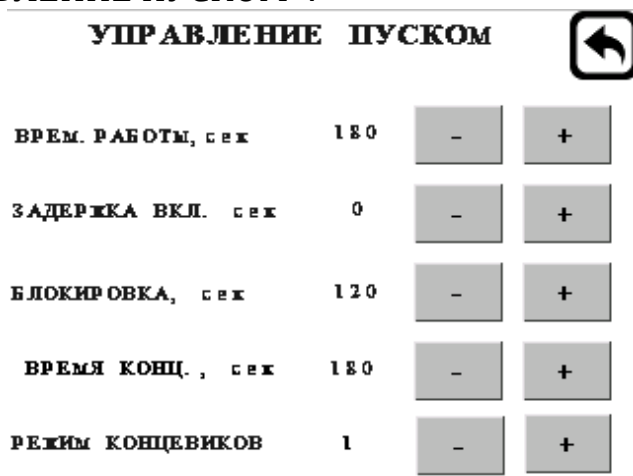 УПРАВЛЕНИЕ ПУСКОМ
ВРЕМ. РАБОТЫ, сек 180 - +
ЗАДЕРЖКА ВКЛ. сек 0 - +
БЛОКИРОВКА, сек 120 - +
ВРЕМЯ КОНЦ., сек 180 - +
РЕЖИМ КОНЦЕВИКОВ 1 - +